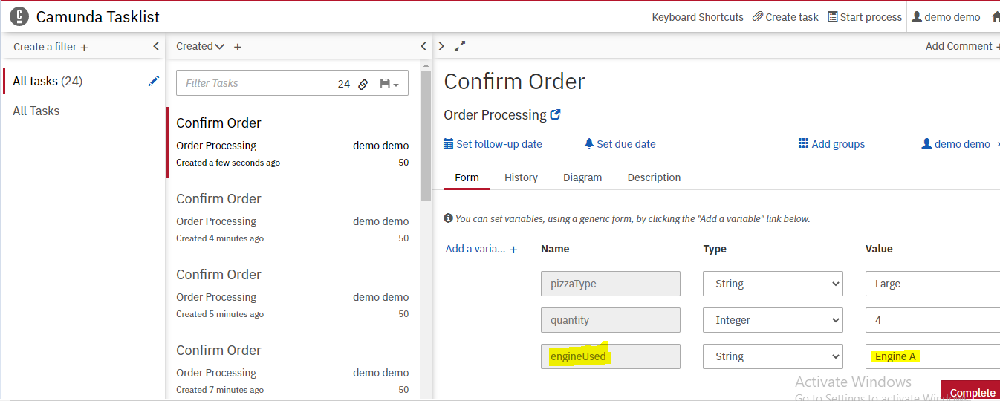 C Camunda Tasklist
Keyboard Shortcuts Create task Start process demo demo
Create a filter +
All tasks (24)
All Tasks
Created +
Filter Tasks 24
Confirm Order
Order Processing demo demo
Created a few seconds ago 50
Confirm Order
Order Processing demo demo
Created 4 minutes ago 50
Confirm Order
Order Processing demo demo
Created 5 minutes ago 50
Confirm Order
Order Processing demo demo
Created 7 minutes ago 50
Add Comment +
Confirm Order
Order Processing
Set follow-up date Set due date Add groups demo demo
Form History Diagram Description
You can set variables, using a generic form, by clicking the "Add a variable" link below.
Add a varia... + Name Type Value
pizzaType String Large
quantity Integer 4
engineUsed String Engine A
Activate Windows
Complete
Go to Settings to activate Windows.